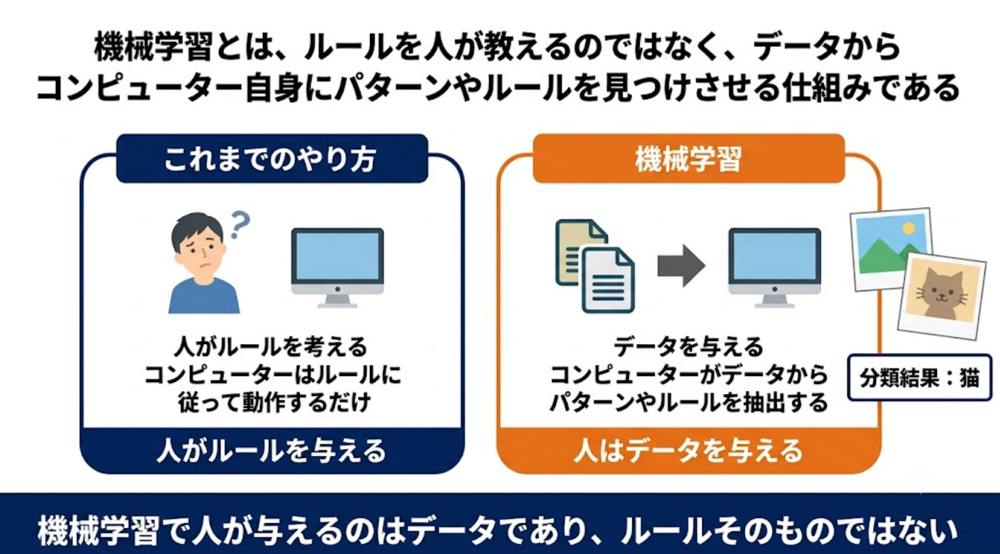 機械学習とは、ルールを人が教えるのではなく、データから
コンピューター自身にパターンやルールを見つけさせる仕組みである
これまでのやり方
?
人がルールを考える
コンピューターはルールに
従って動作するだけ
人がルールを与える
機械学習
データを与える
コンピューターがデータから
パターンやルールを抽出する
分類結果：猫
人はデータを与える
機械学習で人が与えるのはデータであり、ルールそのものではない